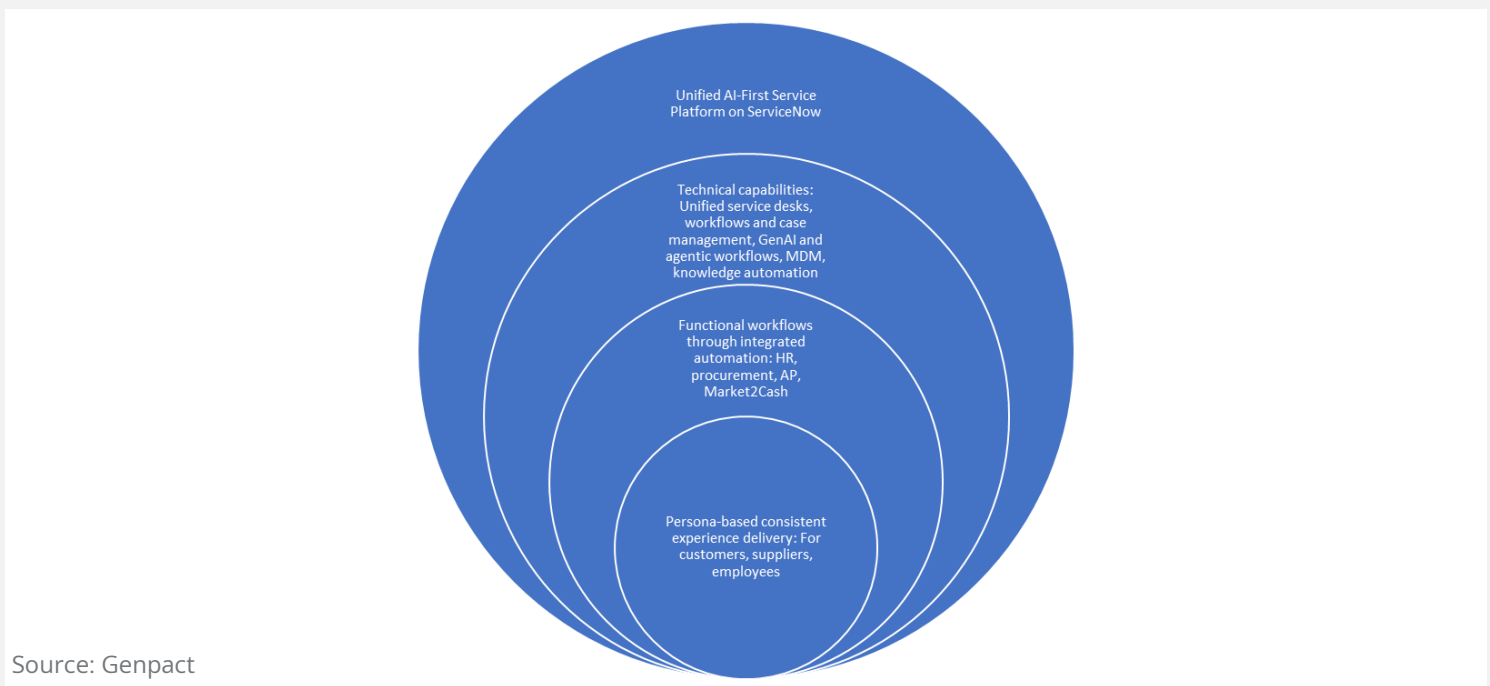 Unified AI-First Service
Platform on ServiceNow
Technical capabilities:
Unified service desks,
workflows and case
management, GenAI and
agentic workflows, MDM,
knowledge automation
Functional workflows
through integrated
automation: HR,
procurement, AP,
Market2Cash
Persona-based consistent
experience delivery: For
customers, suppliers,
employees
Source: Genpact